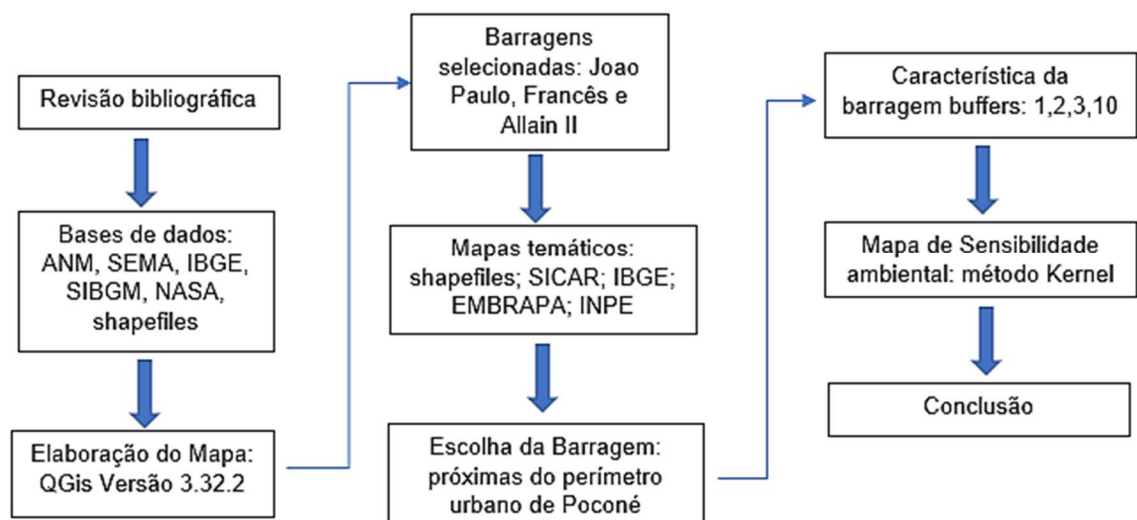 Revisão bibliográfica
Bases de dados:
ANM, SEMA, IBGE,
SIBGM, NASA,
shapefiles
Elaboração do Mapa:
QGis Versão 3.32.2
Barragens
selecionadas: Joao
Paulo, Francês e
Allain II
Mapas temáticos:
shapefiles; SICAR; IBGE;
EMBRAPA; INPE
Escolha da Barragem:
próximas do perímetro
urbano de Poconé
Característica da
barragem buffers: 1,2,3,10
Mapa de Sensibilidade
ambiental: método Kernel
Conclusão